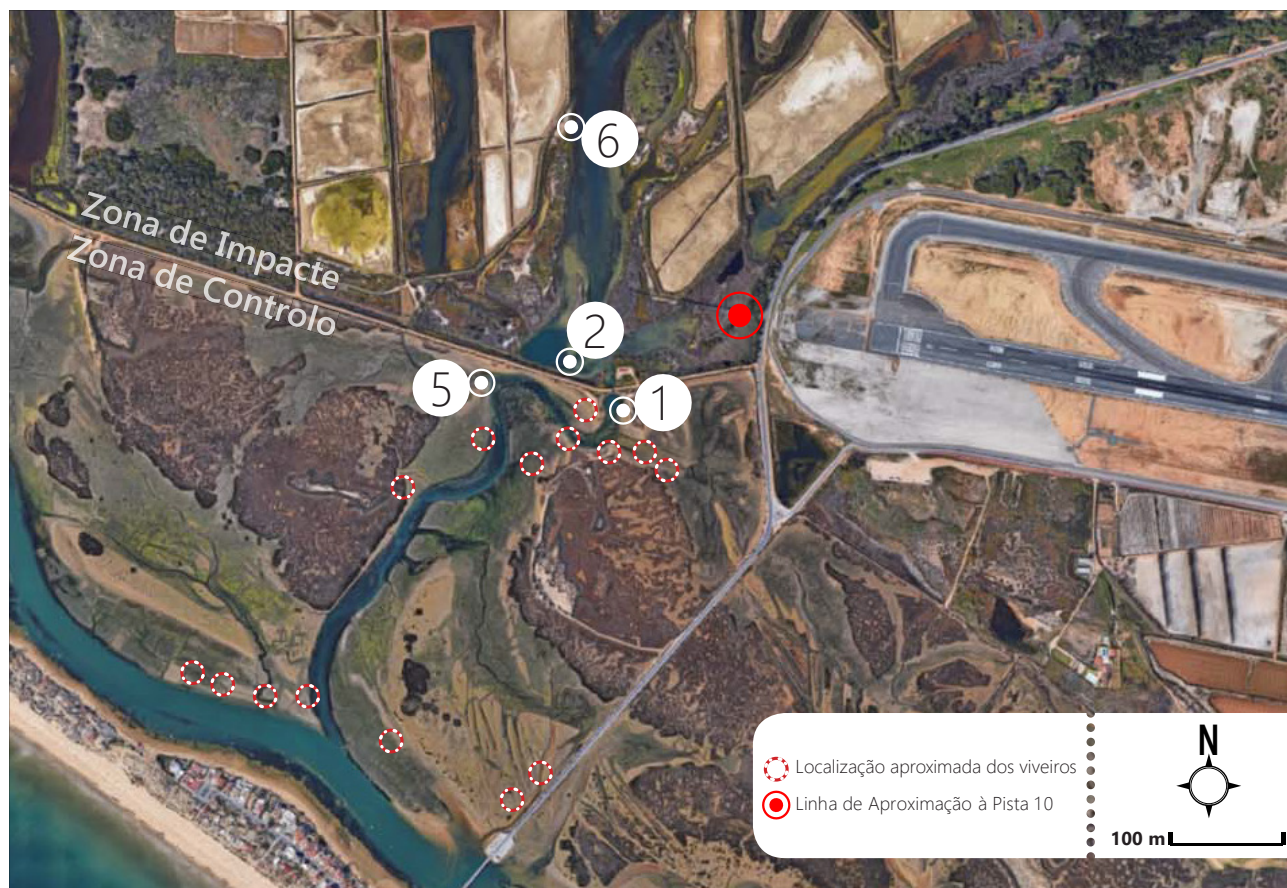 6
Zona de Impacte
Zona de Controlo
2
5
1
Localização aproximada dos viveiros
Linha de Aproximação à Pista 10
N
100 m